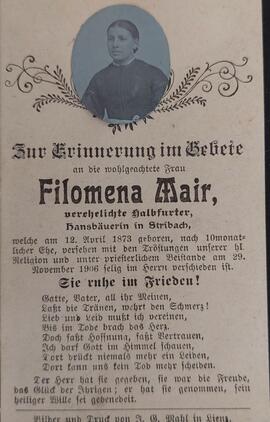 Zur Erinnerung im Gebete
an die wohlgeachtete Frau
Filomena Mair,
verehelichte Halbfurter,
Hansbäuerin in Stribach,
welche am 12. April 1873 geboren, nach 10monatl-
icher Ehe, versehen mit den Tröstungen unserer hl.
Religion und unter priesterlichem Beistande am 29.
November 1906 selig im Herrn verschieden ist.
Sie ruhe im Frieden!
Gatte, Vater, all ihr Meinen,
Laßt die Tränen, wehrt den Schmerz!
Lieb und Leid mußt ich vereinen,
Bis im Tode brach das Herz.
Doch faßt Hoffnung, faßt Vertrauen,
Ich darf Gott im Himmel schauen,
Dort drückt niemals mehr ein Leiden,
Dort kann uns kein Tod mehr scheiden.
Der Herr hat sie gegeben, sie war die Freude,
das Glück der Ihrigen; er hat sie genommen, sein
heiliger Wille sei gebenedeit.
Bilder und Druck von J. G. Mahl in Lienz.